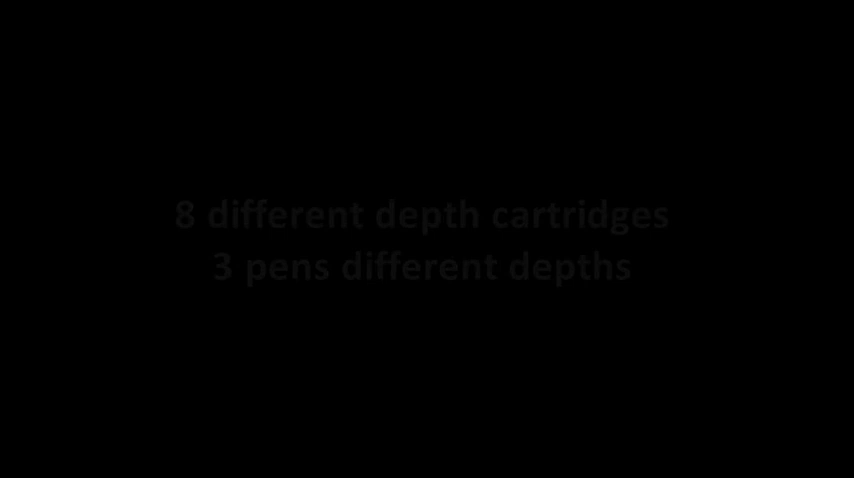 8 different depth cartridges
3 pens different depths